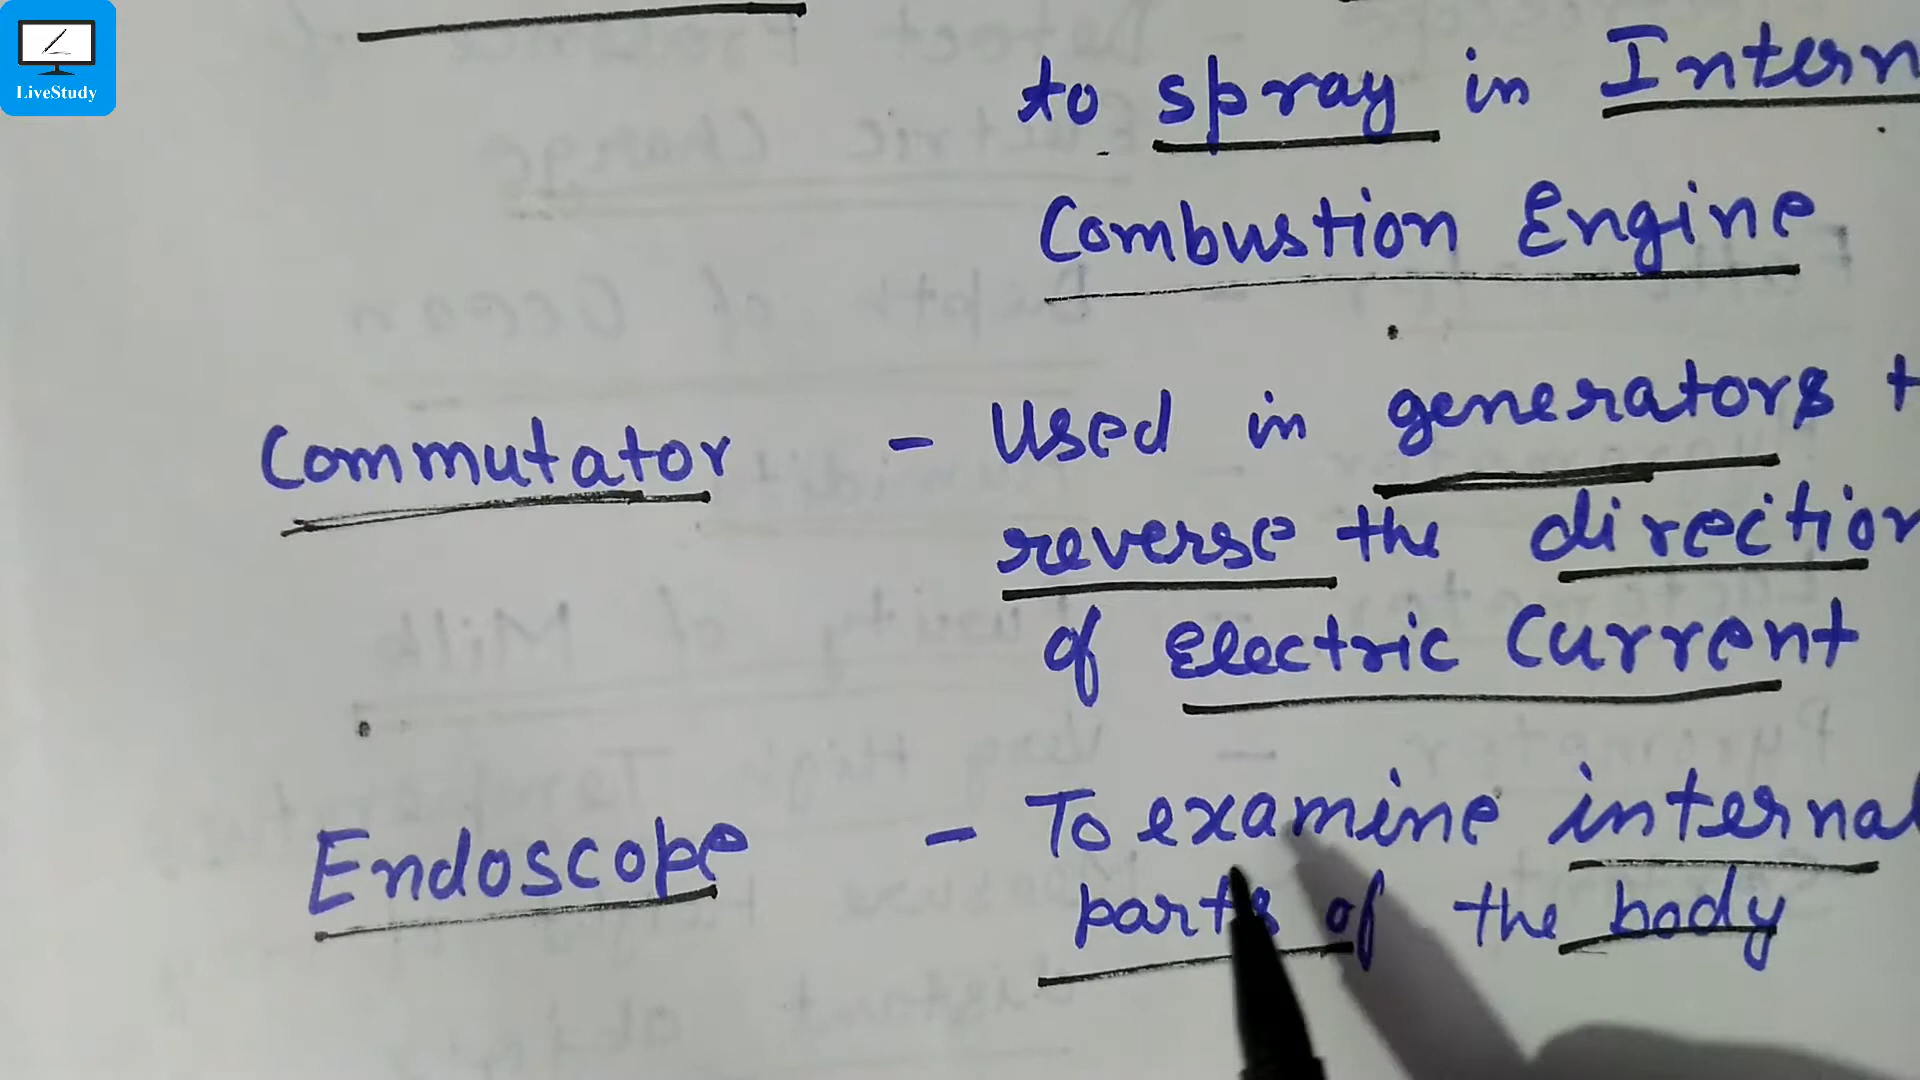 LiveStudy
to spray in Intern
Combustion Engine
Commutator - Used in generators t
reverse the direction
of Electric Current
Endoscope - To examine internal
parts of the body